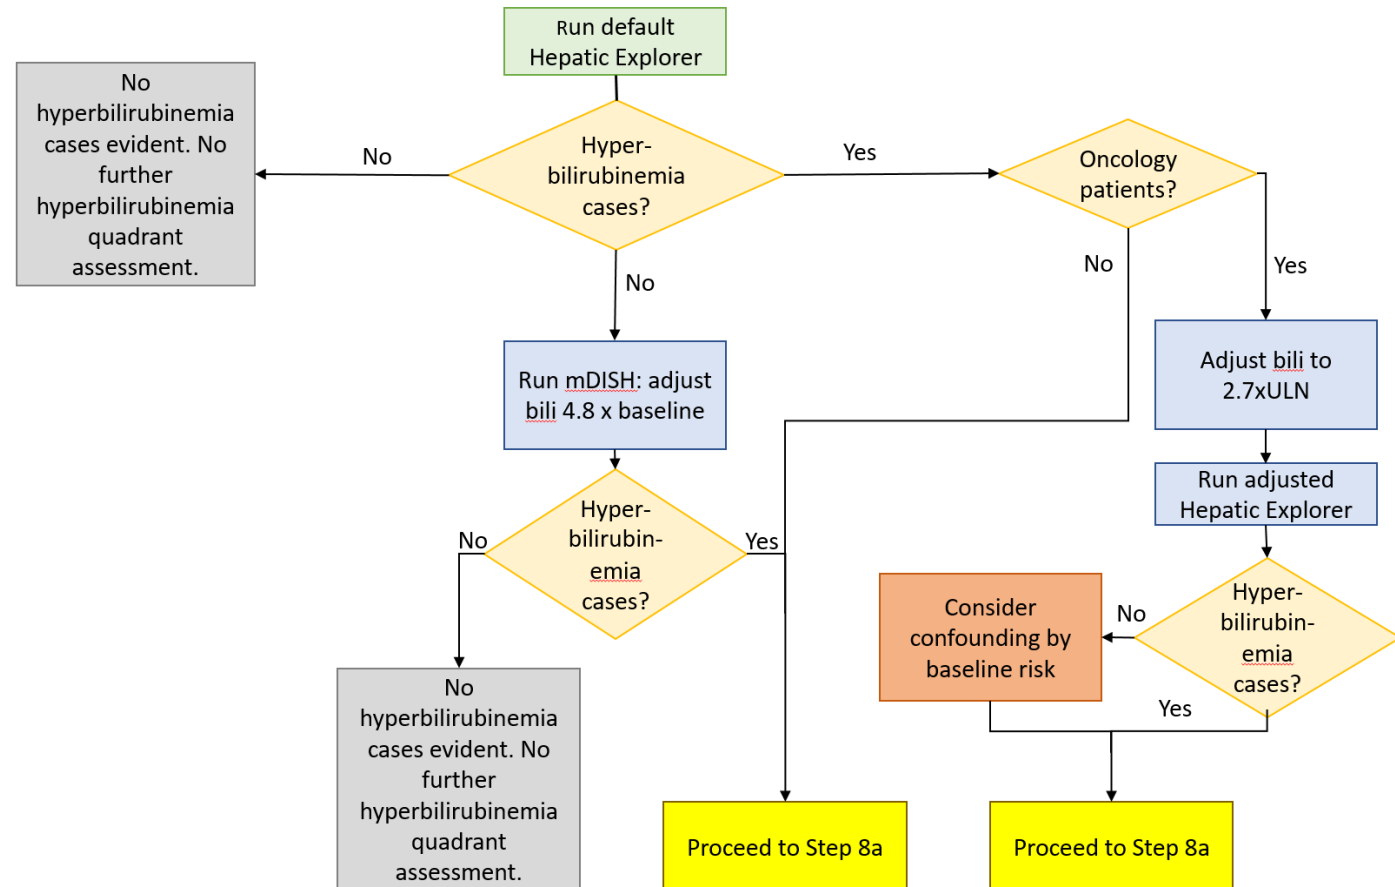 Run default
Hepatic Explorer
No
hyperbilirubinemia
cases evident. No
further
hyperbilirubinemia
quadrant
assessment.
No
Hyper-
bilirubinemia
cases?
Yes
Oncology
patients?
No
No
Yes
Run mDISH: adjust
bili 4.8 x baseline
Adjust bili to
2.7xULN
Run adjusted
Hepatic Explorer
No
Hyper-
bilirubin-
emia
cases?
Yes
Consider
confounding by
baseline risk
No
Hyper-
bilirubin-
emia
cases?
Yes
No
hyperbilirubinemia
cases evident. No
further
hyperbilirubinemia
quadrant
assessment.
Proceed to Step 8a
Proceed to Step 8a